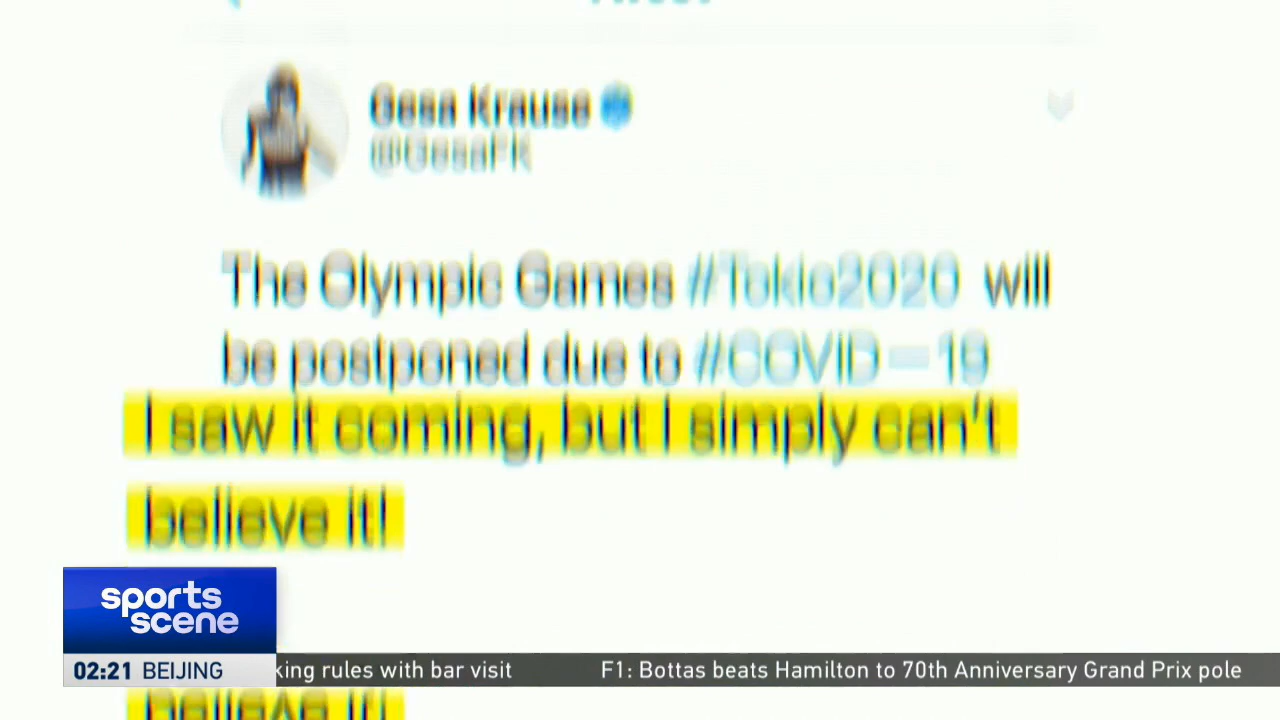 Gesa Krause
@GesaFK
The Olympic Games #Tokio2020 will
be postponed due to #COVID-19
I saw it coming, but I simply can't
believe it!
sports
scene
02:21 BEIJING
king rules with bar visit F1: Bottas beats Hamilton to 70th Anniversary Grand Prix pole
believe it!